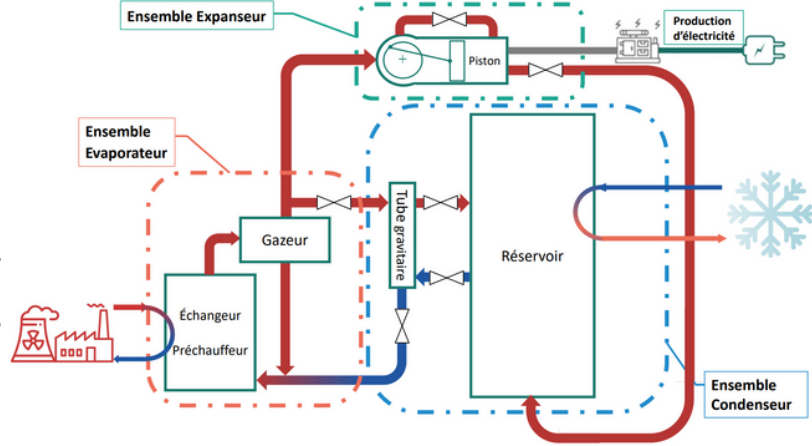 Ensemble Expanseur
Production
d'électricité
Piston
Ensemble
Evaporateur
Tube gravitaire
Gazeur
Réservoir
Échangeur
Préchauffeur
Ensemble
Condenseur